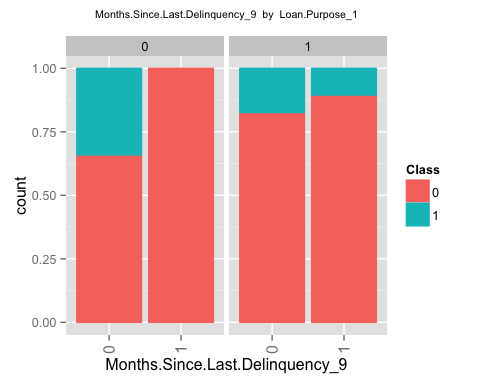 Months.Since.Last.Delinquency_9 by Loan.Purpose_1
0 1
1.00
0.75
0.50
0.25
0.00
count
0 1 0 1
Months.Since.Last.Delinquency_9
Class
0
1